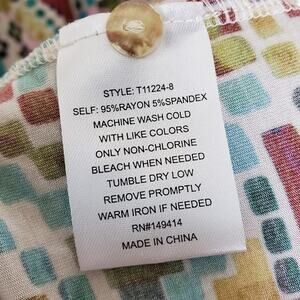 STYLE: T11224-8
SELF: 95%RAYON 5%SPANDEX
MACHINE WASH COLD
WITH LIKE COLORS
ONLY NON-CHLORINE
BLEACH WHEN NEEDED
TUMBLE DRY LOW
REMOVE PROMPTLY
WARM IRON IF NEEDED
RN#149414
MADE IN CHINA